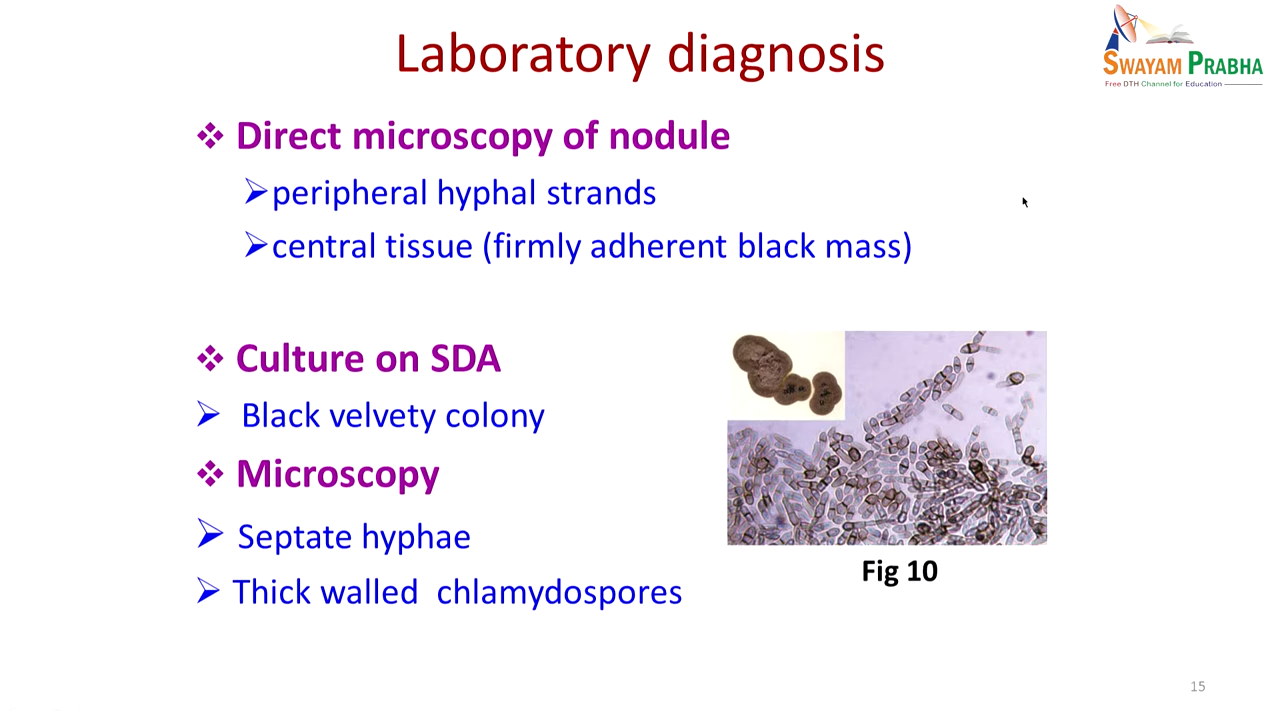 Laboratory diagnosis
SWAYAM PRABHA
Free DTH Channel for Education
❖ Direct microscopy of nodule
➢peripheral hyphal strands
➢central tissue (firmly adherent black mass)
❖ Culture on SDA
➢ Black velvety colony
❖ Microscopy
➢ Septate hyphae
➢ Thick walled  chlamydospores
Fig 10
15